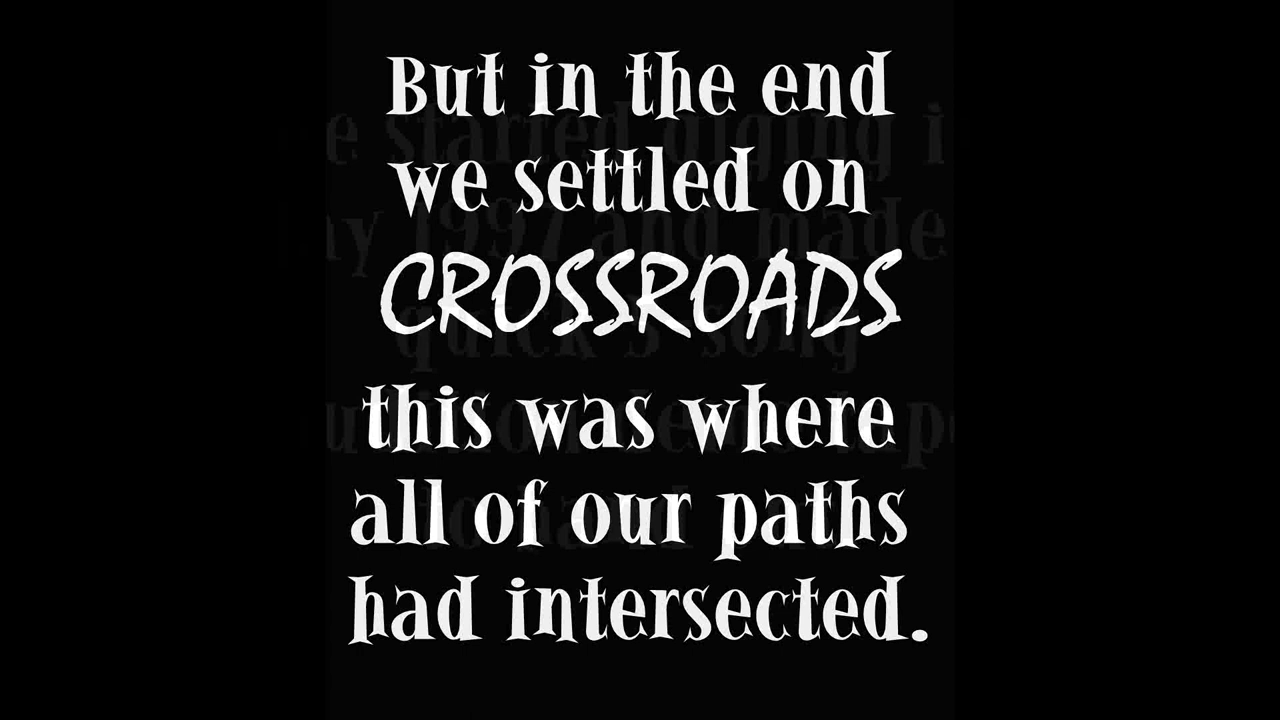 But in the end
we settled on
CROSSROADS
this was where
all of our paths
had intersected.